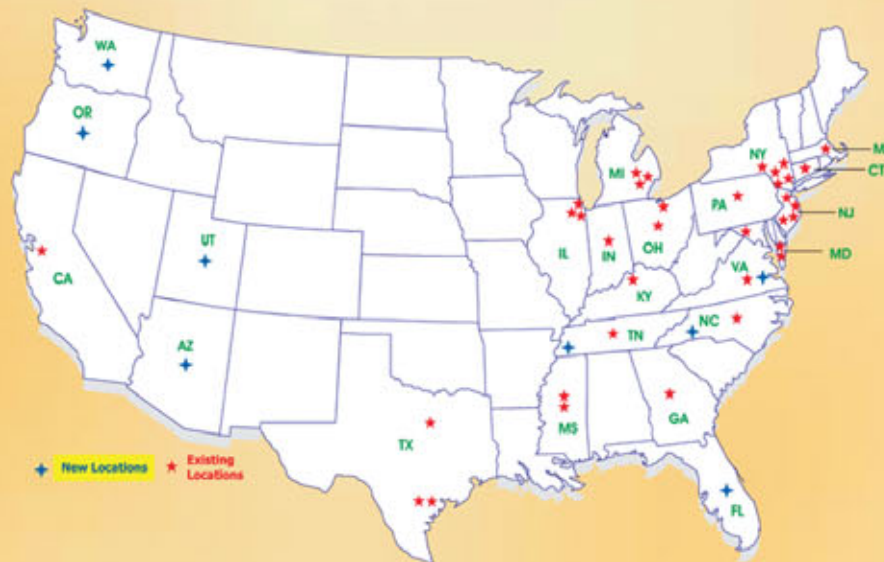 WA
OR
NY
M
CT
MI
PA
NJ
UT
IL
IN
OH
MD
CA
VA
KY
NC
AZ
TN
MS
GA
TX
New Locations
Existing
Locations
FL